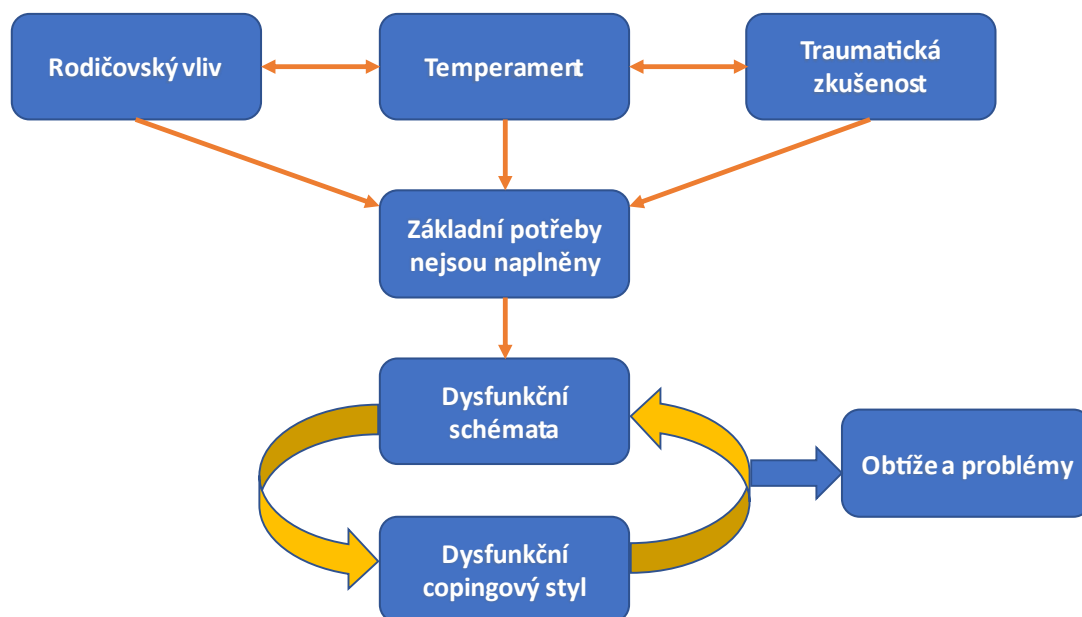 Rodičovský vliv
Temperament
Traumatická
zkušenost
Základní potřeby
nejsou naplněny
Dysfunkční
schémata
Obtíže a problémy
Dysfunkční
copingový styl